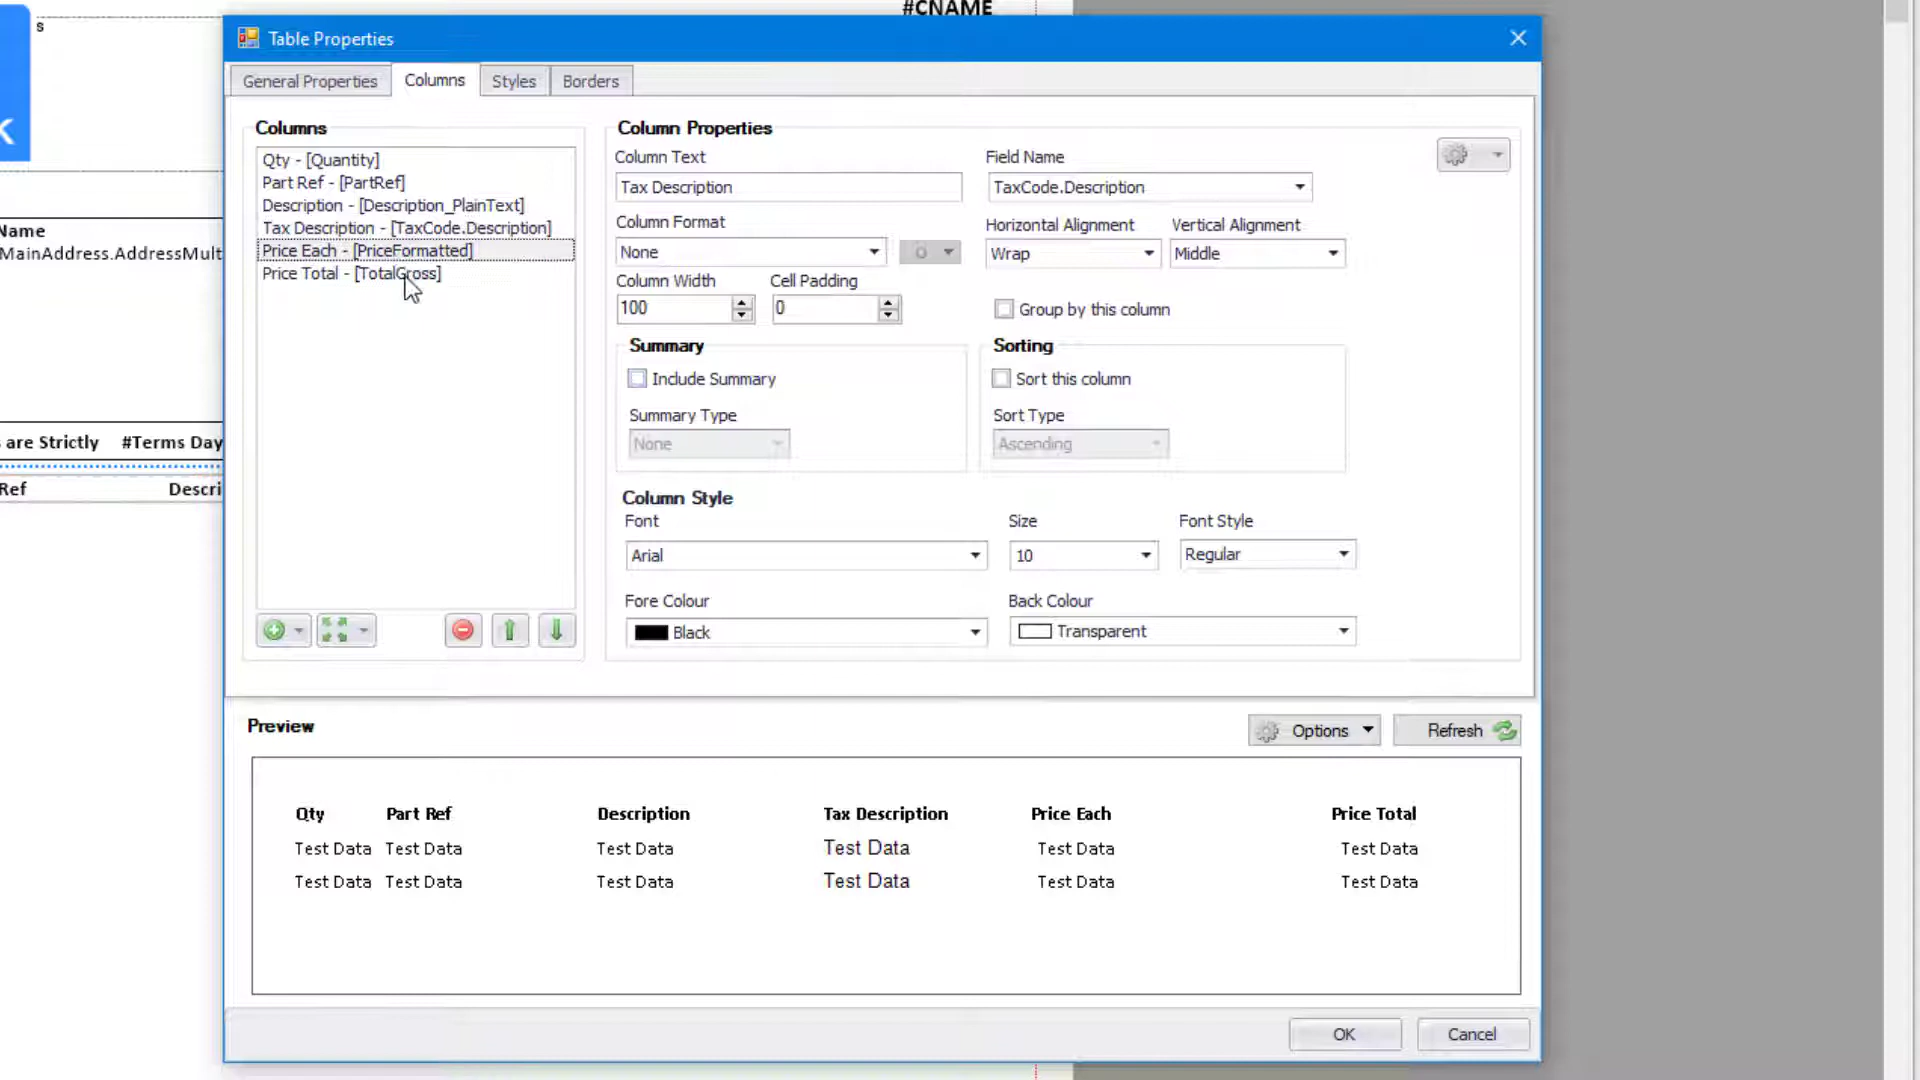 #CNAME
s
K
Table Properties
General Properties
Columns
Styles
Borders
Columns
Qty - [Quantity]
Part Ref - [PartRef]
Description - [Description_PlainText]
Tax Description - [TaxCode.Description]
Price Each - [PriceFormatted]
Price Total - [TotalGross]
Column Properties
Column Text
Field Name
Tax Description
TaxCode.Description
Column Format
Horizontal Alignment
Vertical Alignment
None
Wrap
Middle
Column Width
Cell Padding
100
0
Group by this column
Summary
Sorting
Include Summary
Sort this column
Summary Type
Sort Type
None
Ascending
Column Style
Font
Size
Font Style
Arial
10
Regular
Fore Colour
Back Colour
Black
Transparent
Name
MainAddress.AddressMult
are Strictly #Terms Day
Ref Descri
Preview
Options
Refresh
Qty Part Ref Description Tax Description Price Each Price Total
Test Data Test Data Test Data Test Data Test Data Test Data
Test Data Test Data Test Data Test Data Test Data Test Data
OK
Cancel